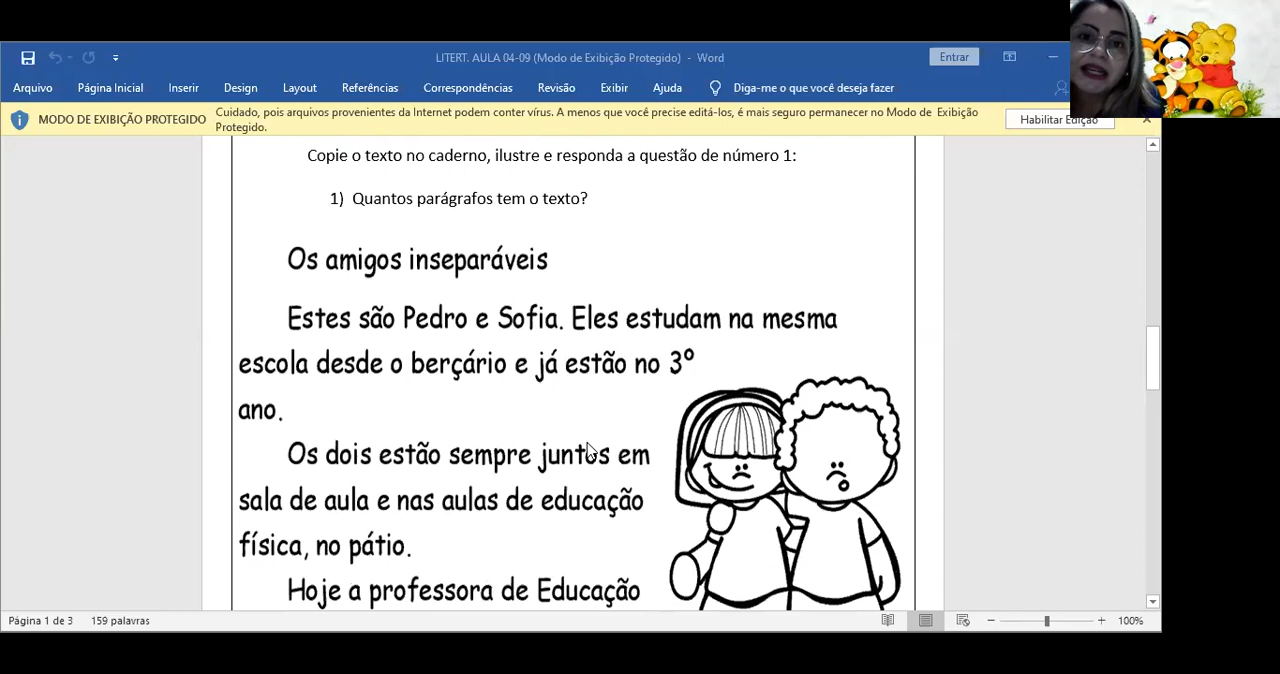 LITERT. AULA 04-09 (Modo de Exibição Protegido) - Word
Entrar
Arquivo Página Inicial Inserir Design Layout Referências Correspondências Revisão Exibir Ajuda Diga-me o que você deseja fazer
MODO DE EXIBIÇÃO PROTEGIDO Cuidado, pois arquivos provenientes da Internet podem conter vírus. A menos que você precise editá-los, é mais seguro permanecer no Modo de Exibição
Protegido.
Habilitar Edição
Copie o texto no caderno, ilustre e responda a questão de número 1:
1) Quantos parágrafos tem o texto?
Os amigos inseparáveis
Estes são Pedro e Sofia. Eles estudam na mesma
escola desde o berçário e já estão no 3º
ano.
Os dois estão sempre juntos em
sala de aula e nas aulas de educação
física, no pátio.
Hoje a professora de Educação
Página 1 de 3 159 palavras
100%